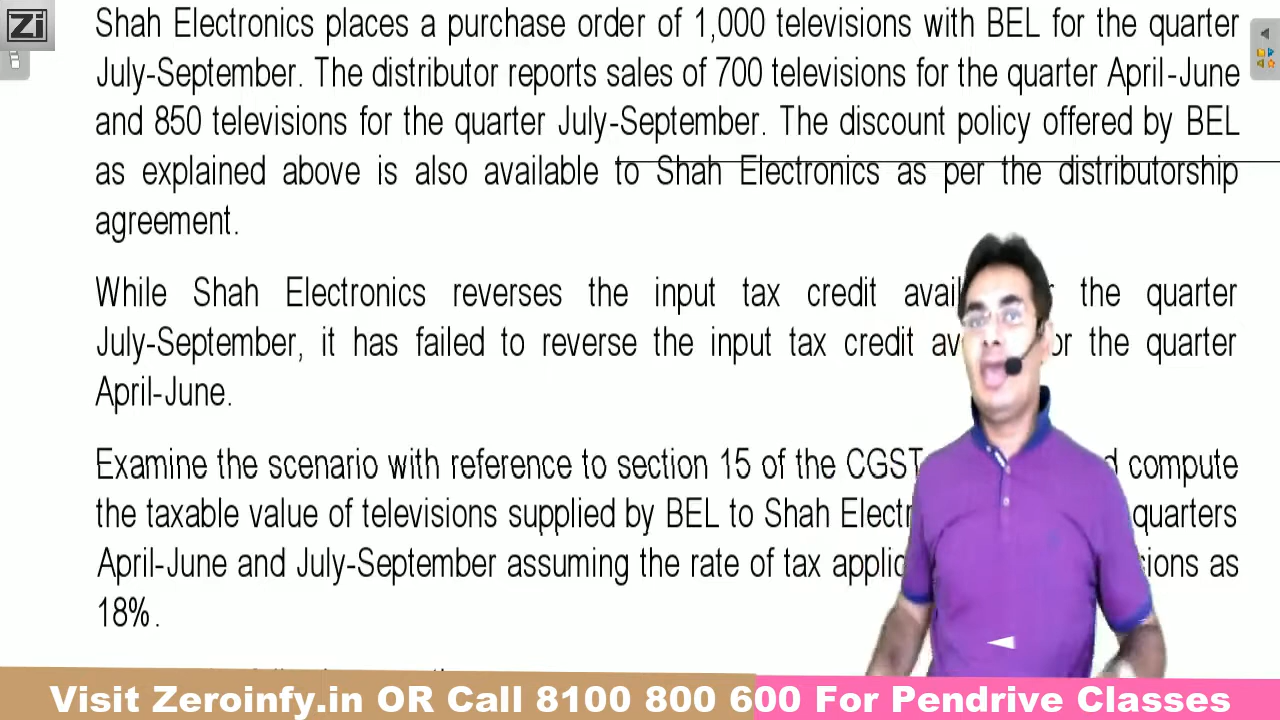 Zi
Shah Electronics places a purchase order of 1,000 televisions with BEL for the quarter
July-September. The distributor reports sales of 700 televisions for the quarter April-June
and 850 televisions for the quarter July-September. The discount policy offered by BEL
as explained above is also available to Shah Electronics as per the distributorship
agreement.
While Shah Electronics reverses the input tax credit the quarter
July-September, it has failed to reverse the input tax credit the quarter
April-June.
Examine the scenario with reference to section 15 of the CGST compute
the taxable value of televisions supplied by BEL to Shah quarters
April-June and July-September assuming the rate of tax as
18%.
Visit Zeroinfy.in OR Call 8100 800 600 For Pendrive Classes